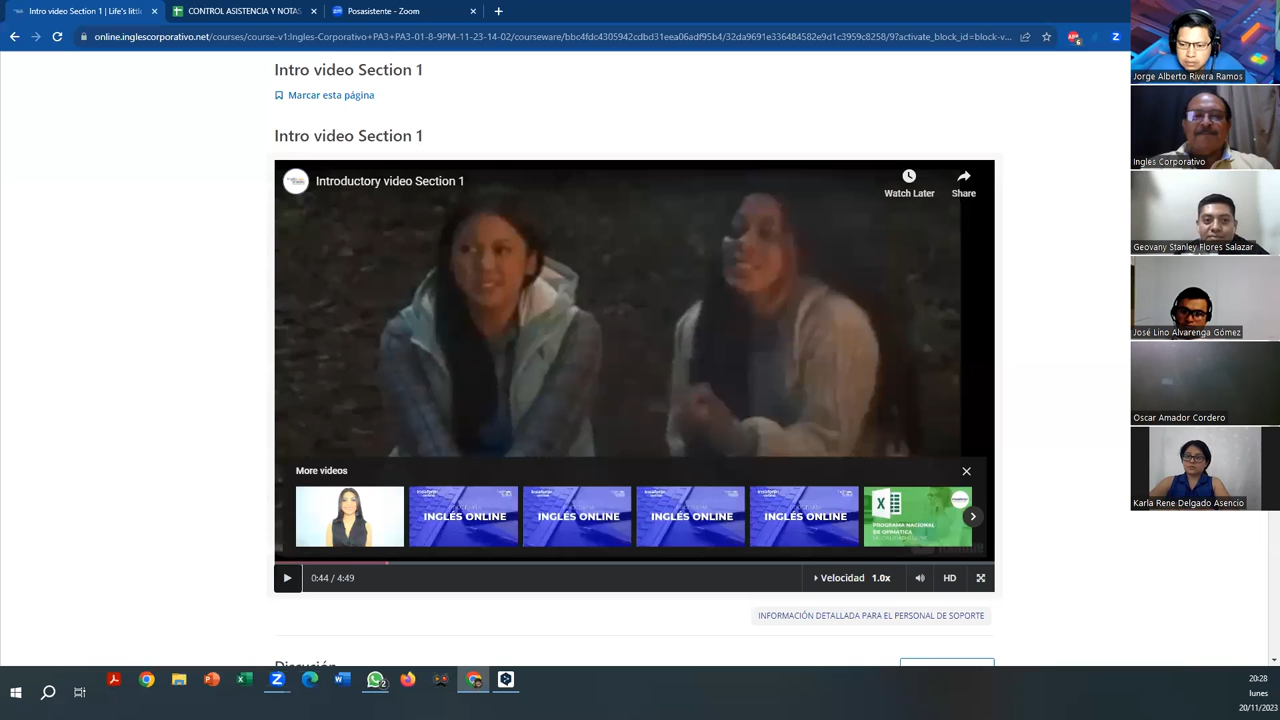 Intro video Section 1 | Life's littl
CONTROL ASISTENCIA Y NOTAS
Posasistente - Zoom
online.inglescorporativo.net/courses/course-v1:Ingles-Corporativo+PA3+PA3-01-8-9PM-11-23-14-02/courseware/bbc4fdc4305942cdbd31eea06adf95b4/32da9691e336484582e9d1c3959c8258/9?activate_block_id=block-v...
Intro video Section 1
Marcar esta página
Intro video Section 1
Introductory video Section 1
Watch Later
Share
More videos
INGLÉS ONLINE
INGLÉS ONLINE
INGLÉS ONLINE
INGLÉS ONLINE
PROGRAMA NACIONAL
DE OFIMÁTICA
0:44 / 4:49
Velocidad 1.0x
HD
INFORMACIÓN DETALLADA PARA EL PERSONAL DE SOPORTE
Discusión
Jorge Alberto Rivera Ramos
Ingles Corporativo
Geovany Stanley Flores Salazar
José Lino Alvarenga Gómez
Oscar Amador Cordero
Karla Rene Delgado Asencio
2
20:28
lunes
20/11/2023